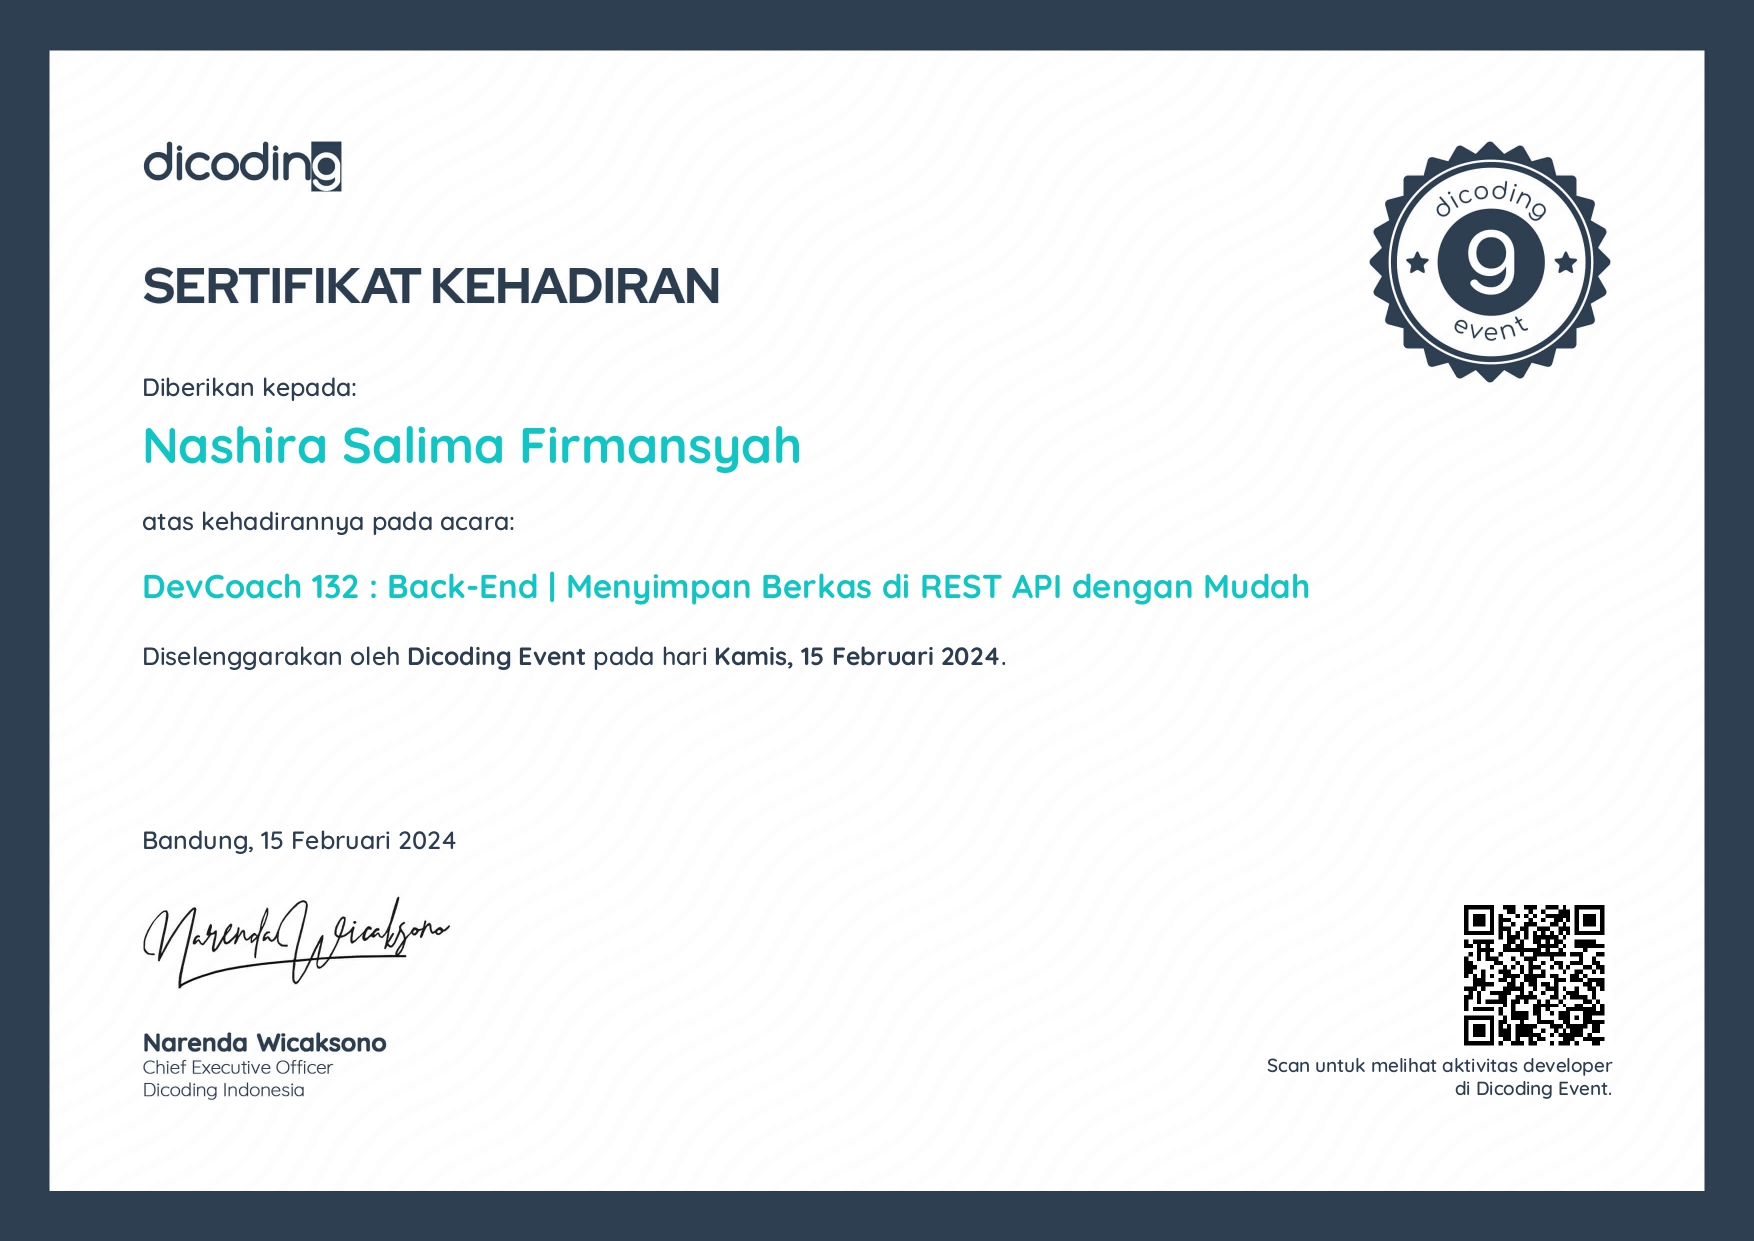 dicoding
SERTIFIKAT KEHADIRAN
dicoding
g
event
Diberikan kepada:
Nashira Salima Firmansyah
atas kehadirannya pada acara:
DevCoach 132 : Back-End | Menyimpan Berkas di REST API dengan Mudah
Diselenggarakan oleh Dicoding Event pada hari Kamis, 15 Februari 2024.
Bandung, 15 Februari 2024
Narenda Wicaksono
Narenda Wicaksono
Chief Executive Officer
Dicoding Indonesia
Scan untuk melihat aktivitas developer
di Dicoding Event.